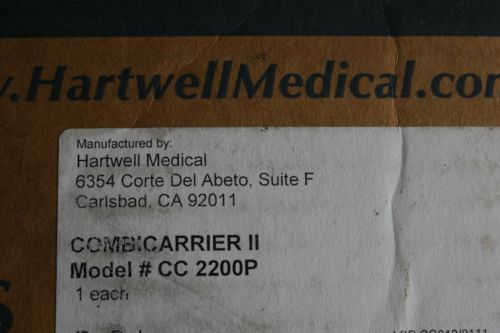 .HartwellMedical.com
Manufactured by:
Hartwell Medical
6354 Corte Del Abeto, Suite F
Carlsbad, CA 92011
COMBICARRIER II
Model # CC 2200P
1 each